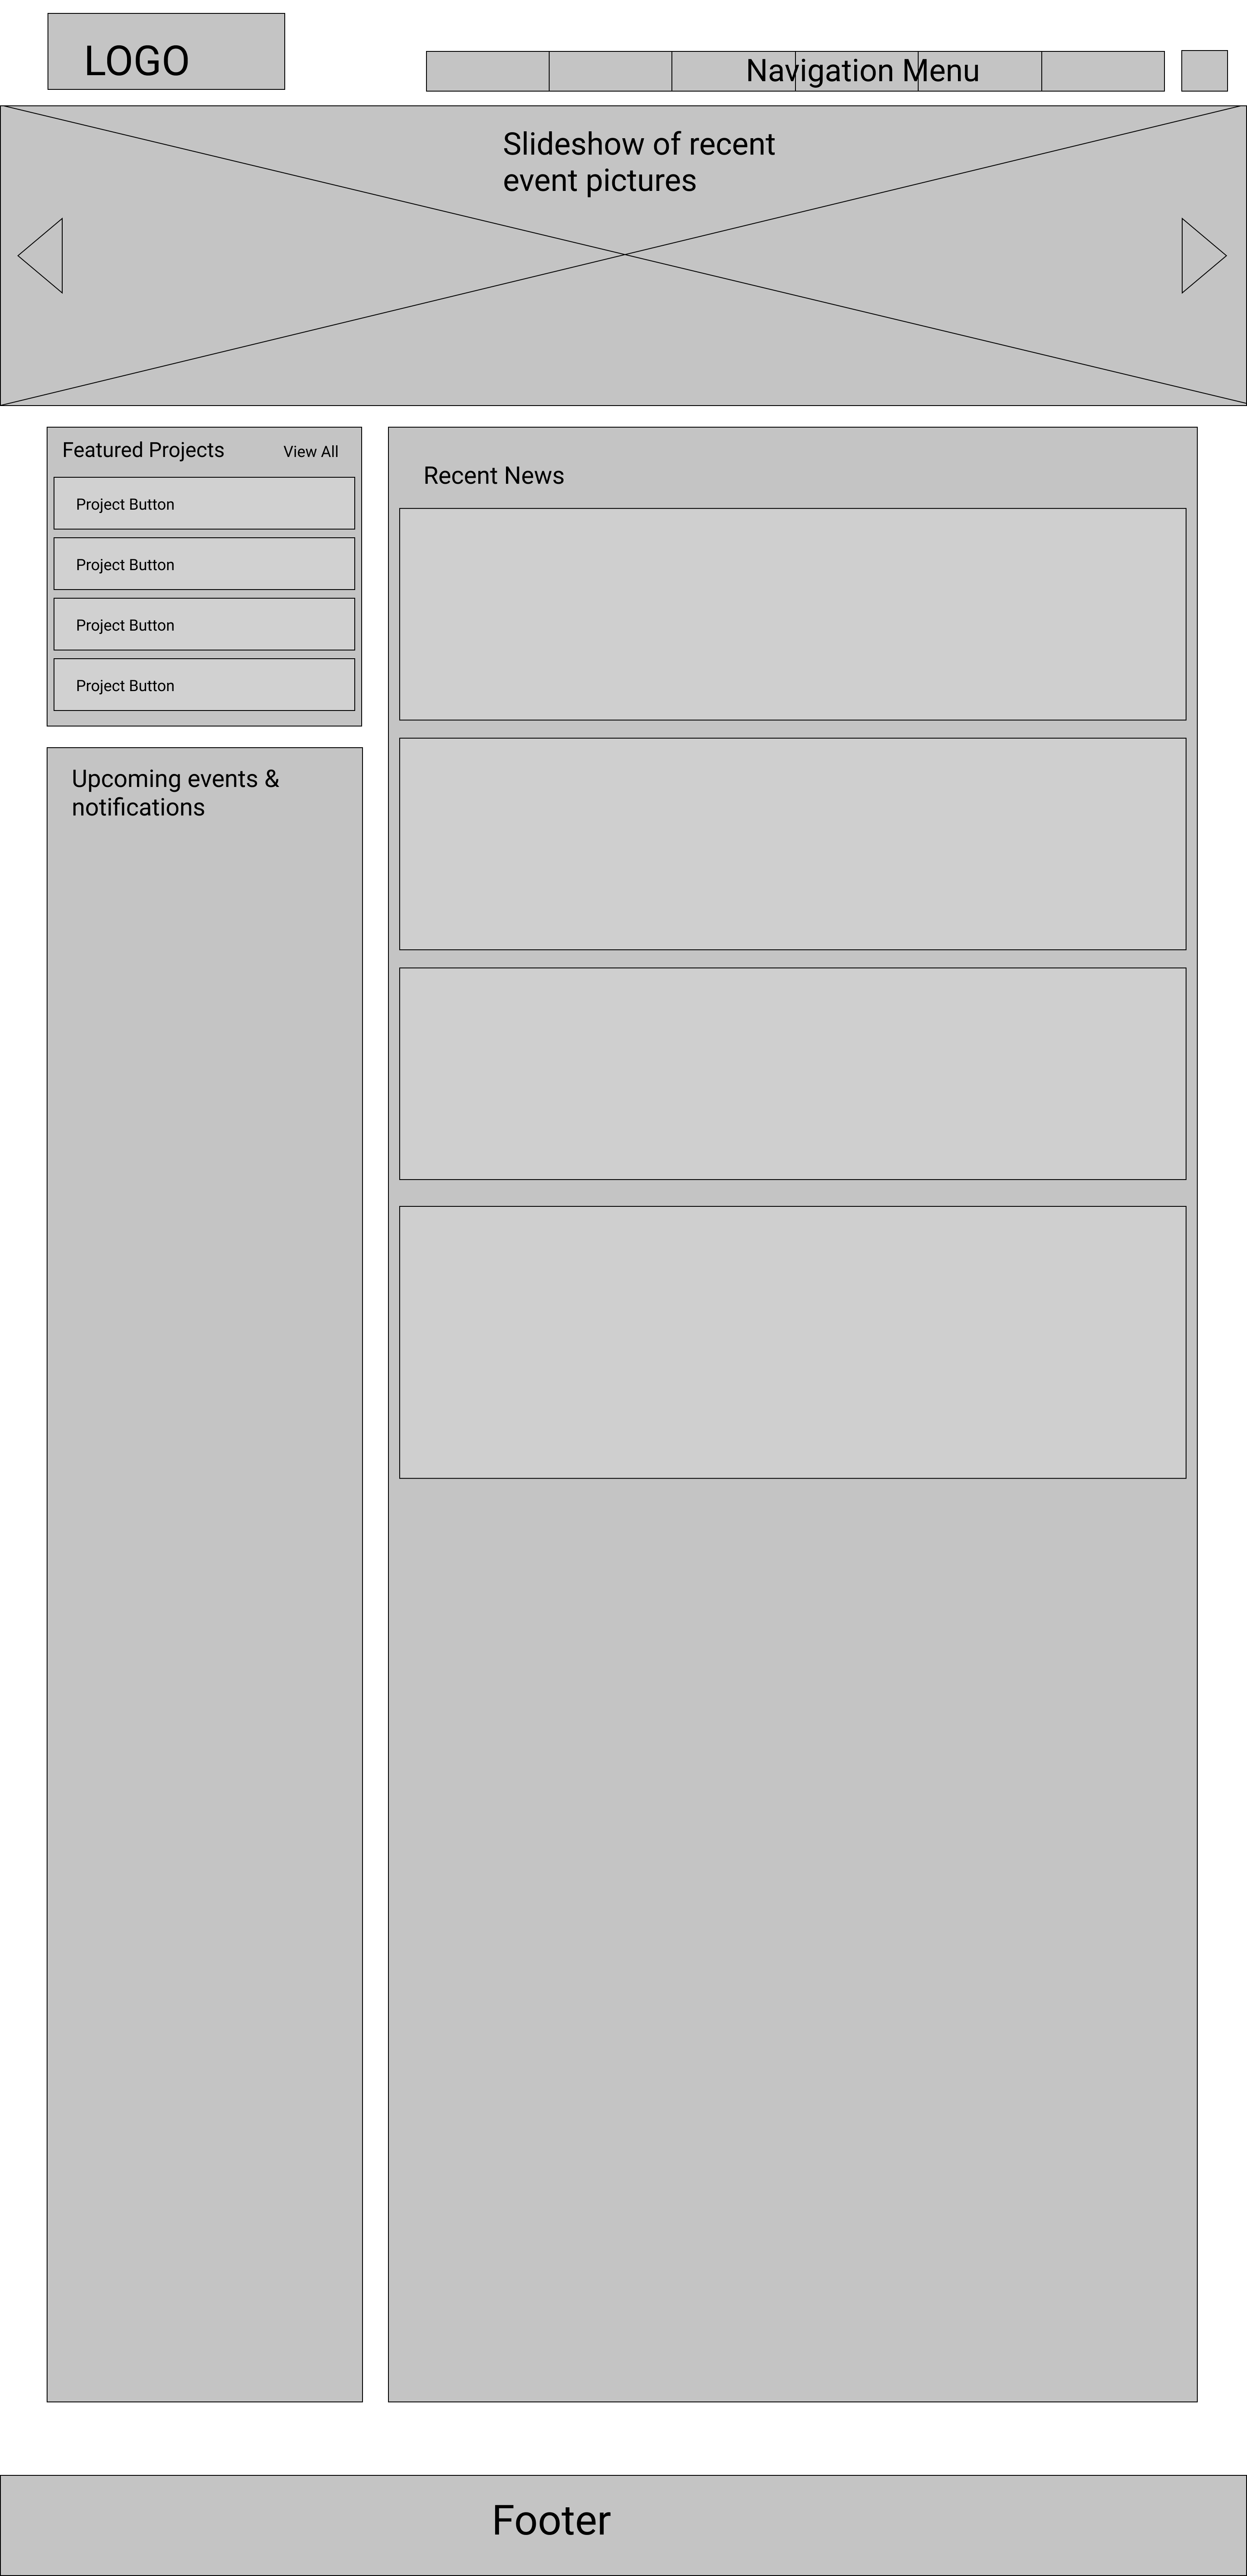 LOGO
Navigation Menu
Slideshow of recent
event pictures
Featured Projects
View All
Project Button
Project Button
Project Button
Project Button
Upcoming events &
notifications
Recent News
Footer